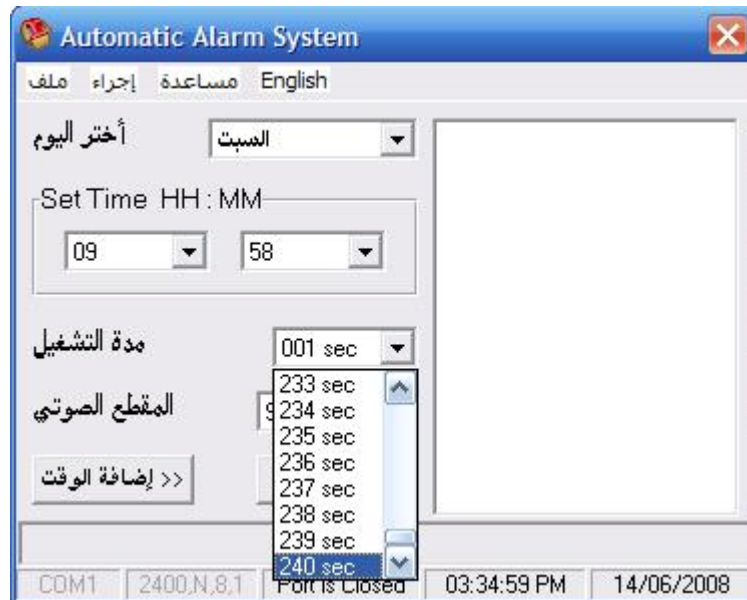 Automatic Alarm System
ملف إجراء مساعدة English
أختر اليوم السبت
Set Time HH : MM
09 58
مدة التشغيل 001 sec
233 sec
المقطع الصوتي 234 sec
235 sec
236 sec
إضافة الوقت >> 237 sec
238 sec
239 sec
240 sec
COM1 2400,N,8,1 Port is Closed 03:34:59 PM 14/06/2008